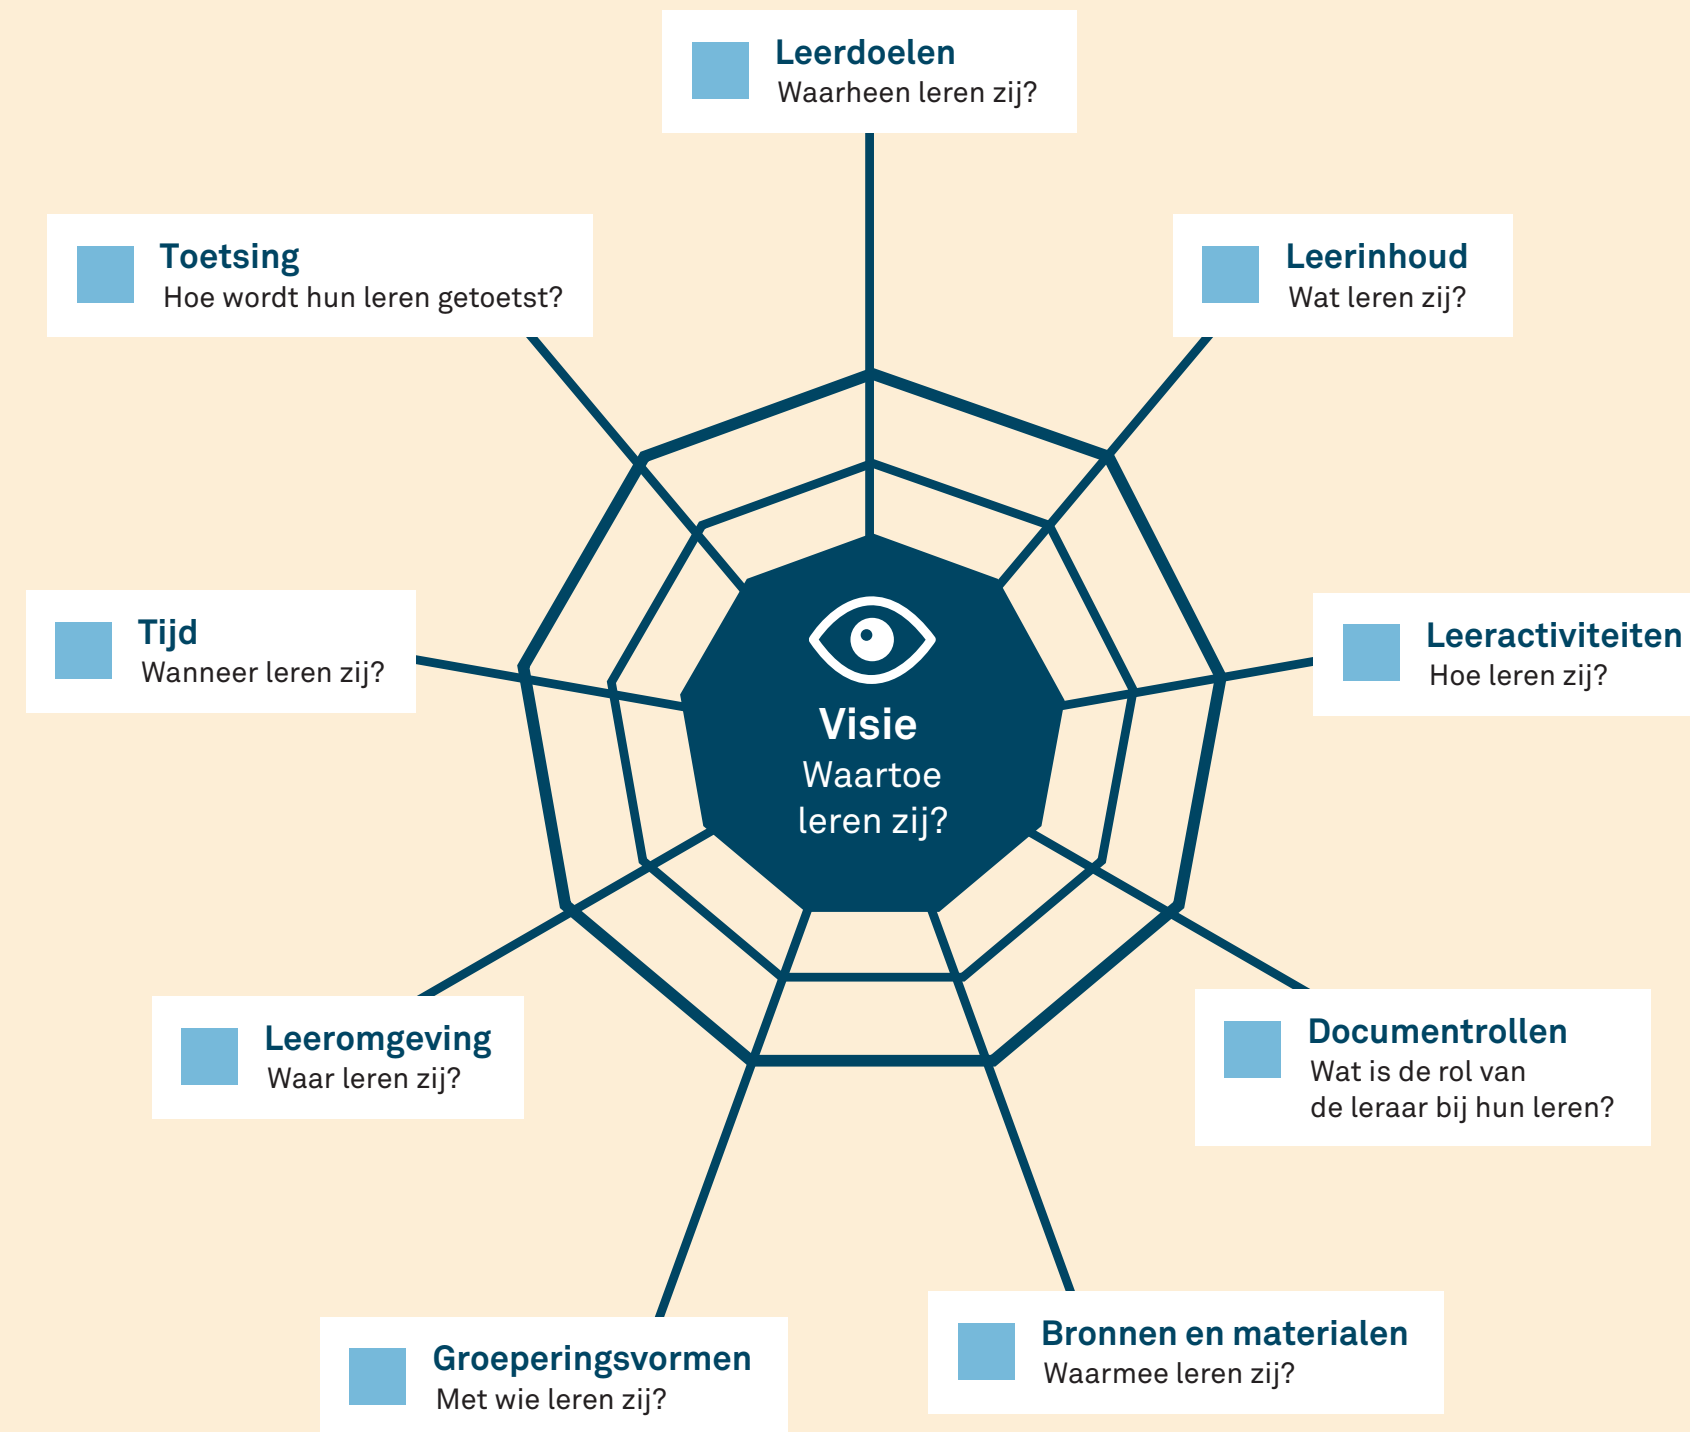 Leerdoelen
Waarheen leren zij?
Toetsing
Hoe wordt hun leren getoetst?
Leerinhoud
Wat leren zij?
Tijd
Wanneer leren zij?
Leeractiviteiten
Hoe leren zij?
Visie
Waartoe
leren zij?
Leeromgeving
Waar leren zij?
Documentrollen
Wat is de rol van
de leraar bij hun leren?
Groeperingsvormen
Met wie leren zij?
Bronnen en materialen
Waarmee leren zij?